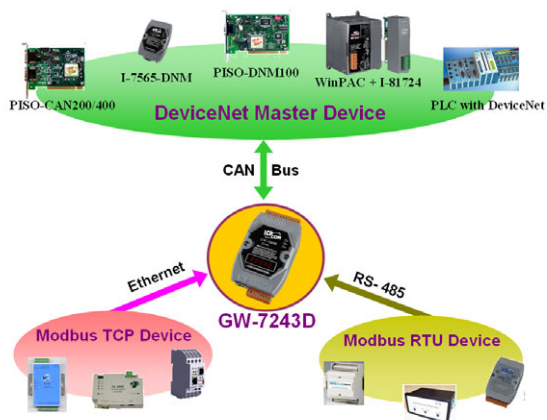 I-7565-DNM
PISO-DNM100
PISO-CAN200/400
WinPAC + I-81724
PLC with DeviceNet
DeviceNet Master Device
CAN Bus
Ethernet
RS- 485
GW-7243D
Modbus TCP Device
Modbus RTU Device